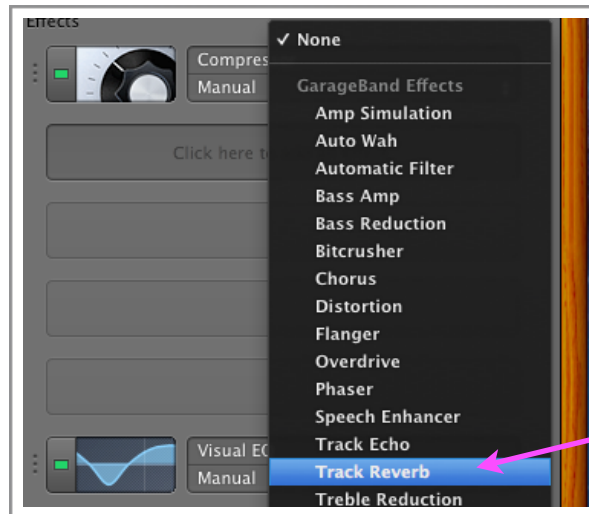 Effects
Compres
Manual
Click here t
Visual EQ
Manual
✓ None
GarageBand Effects
Amp Simulation
Auto Wah
Automatic Filter
Bass Amp
Bass Reduction
Bitcrusher
Chorus
Distortion
Flanger
Overdrive
Phaser
Speech Enhancer
Track Echo
Track Reverb
Treble Reduction